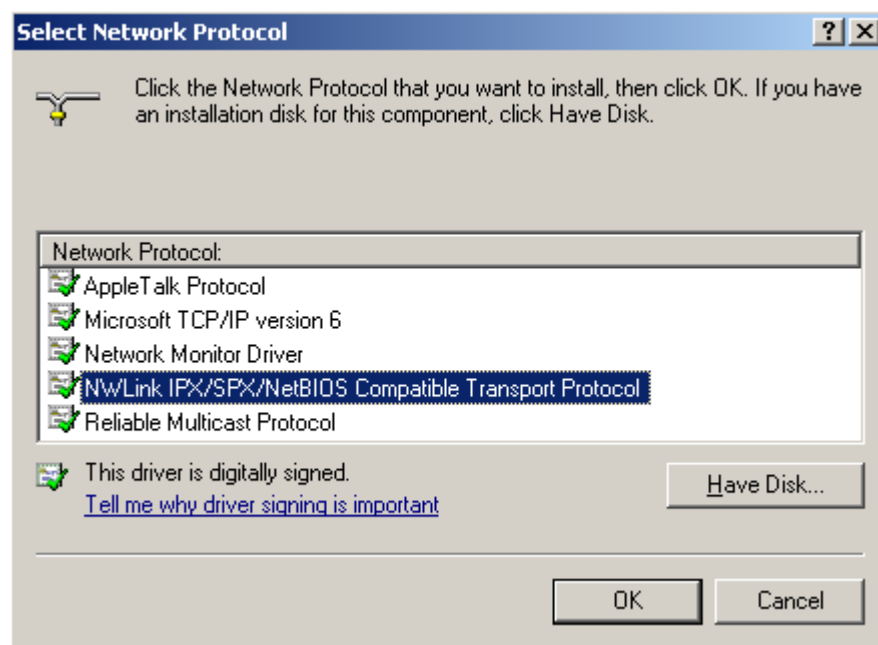 Select Network Protocol
Click the Network Protocol that you want to install, then click OK. If you have
an installation disk for this component, click Have Disk.
Network Protocol:
AppleTalk Protocol
Microsoft TCP/IP version 6
Network Monitor Driver
NWLink IPX/SPX/NetBIOS Compatible Transport Protocol
Reliable Multicast Protocol
This driver is digitally signed.
Tell me why driver signing is important
Have Disk...
OK
Cancel